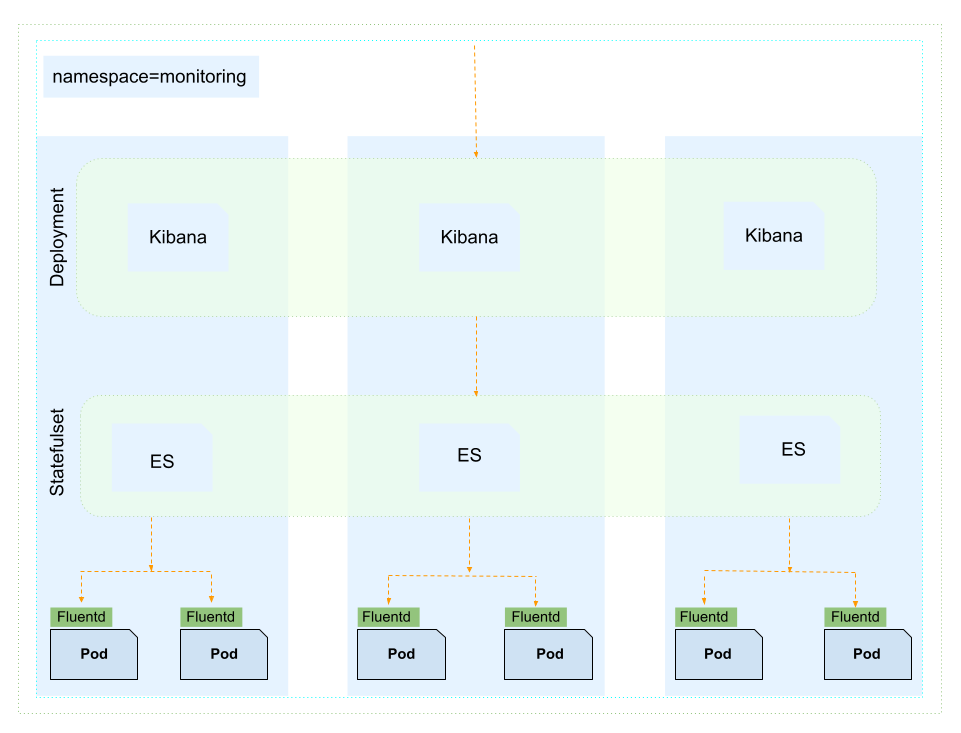 namespace=monitoring
Deployment
Kibana
Kibana
Kibana
Statefulset
ES
ES
ES
Fluentd
Fluentd
Fluentd
Fluentd
Fluentd
Fluentd
Pod
Pod
Pod
Pod
Pod
Pod